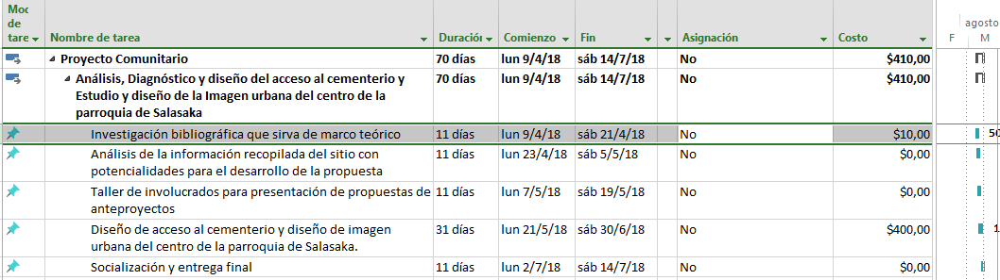 Moc
de
tare
Nombre de tarea
Duración
Comienzo
Fin
Asignación
Costo
agosto
F
M
Proyecto Comunitario
70 días
lun 9/4/18
sáb 14/7/18
No
$410,00
Análisis, Diagnóstico y diseño del acceso al cementerio y
Estudio y diseño de la Imagen urbana del centro de la
parroquia de Salasaka
70 días
lun 9/4/18
sáb 14/7/18
No
$410,00
Investigación bibliográfica que sirva de marco teórico
11 días
lun 9/4/18
sáb 21/4/18
No
$10,00
50
Análisis de la información recopilada del sitio con
potencialidades para el desarrollo de la propuesta
11 días
lun 23/4/18
sáb 5/5/18
No
$0,00
Taller de involucrados para presentación de propuestas de
anteproyectos
11 días
lun 7/5/18
sáb 19/5/18
No
$0,00
Diseño de acceso al cementerio y diseño de imagen
urbana del centro de la parroquia de Salasaka.
31 días
lun 21/5/18
sáb 30/6/18
No
$400,00
1
Socialización y entrega final
11 días
lun 2/7/18
sáb 14/7/18
No
$0,00